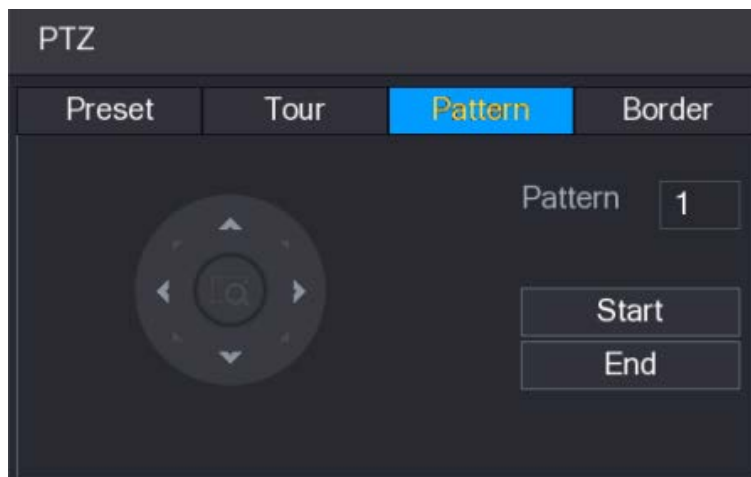 PTZ
Preset Tour Pattern Border
Pattern 1
Start
End